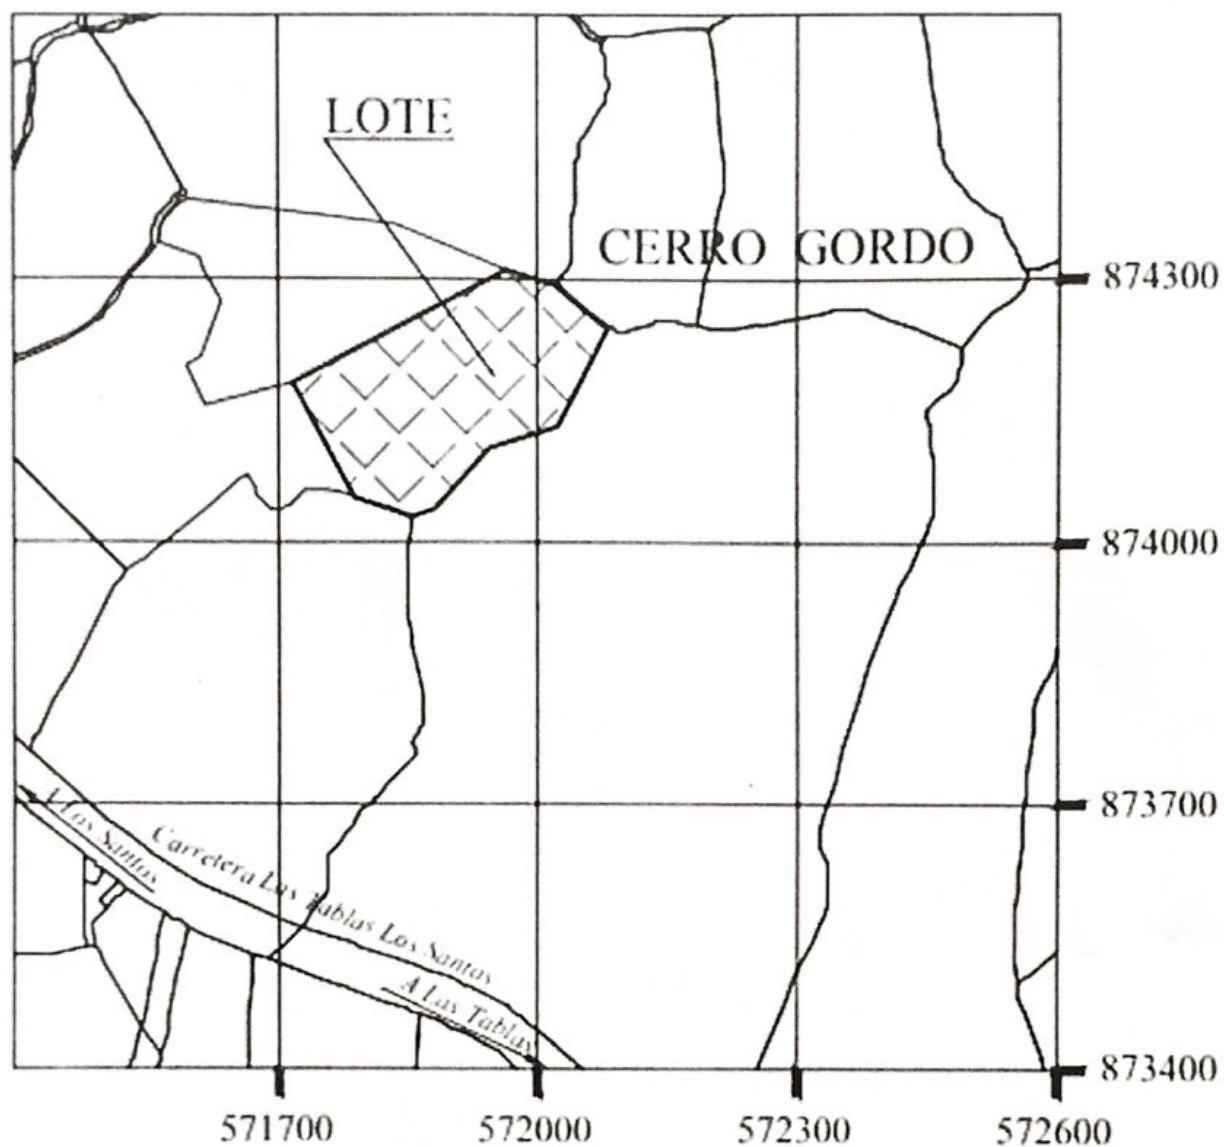 LOTE
CERRO GORDO
874300
874000
873700
A Los Santos
Carretera Las Tablas Los Santos
A Las Tablas
873400
571700
572000
572300
572600